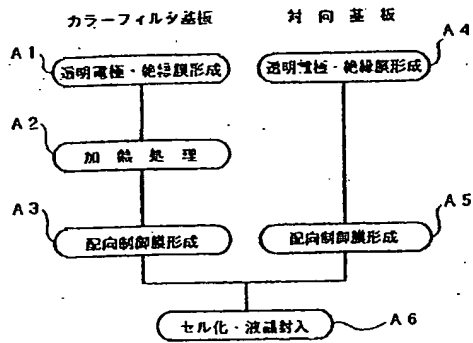 カラーフィルタ基板
対向基板
A1
透明電極・絶縁膜形成
A4
透明電極・絶縁膜形成
A2
加熱処理
A3
配向制御膜形成
A5
配向制御膜形成
セル化・液晶封入
A6